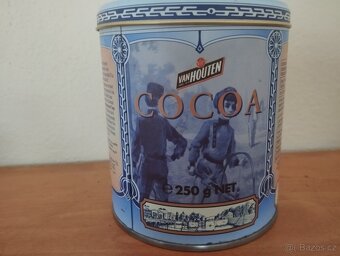 VAN HOUTEN
COCOA
℮ 250 g NET
Bazos.cz